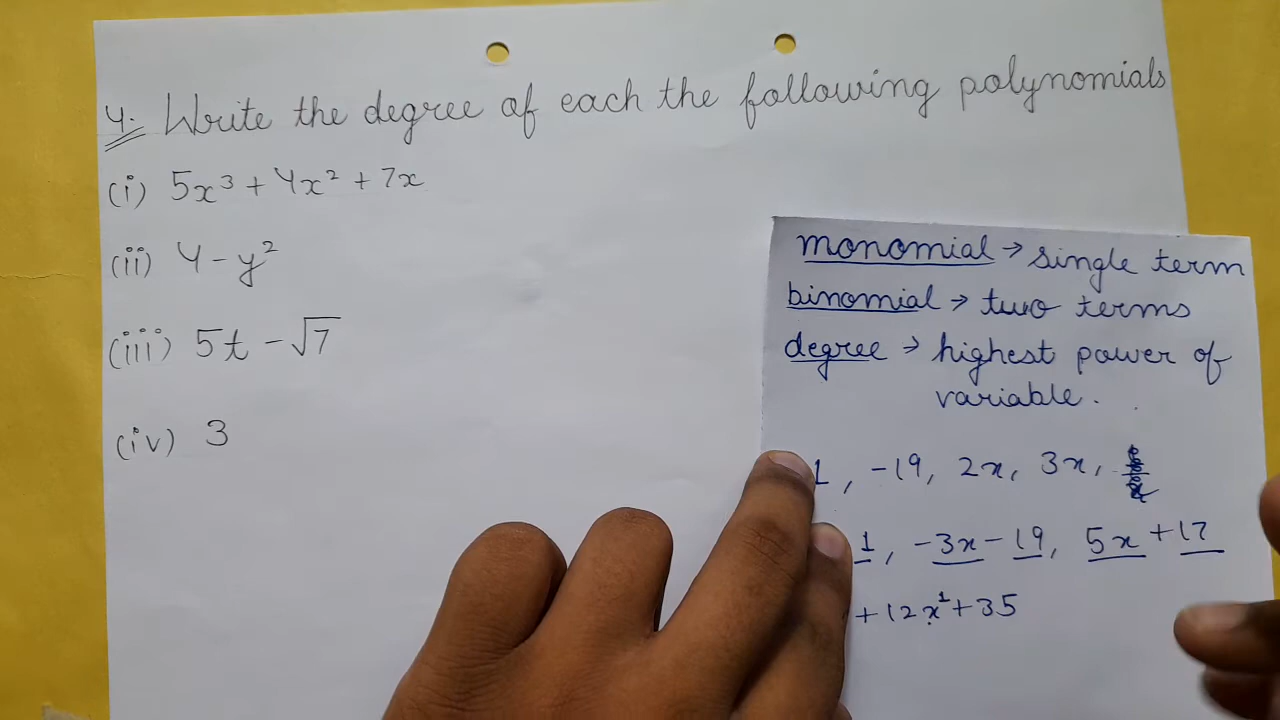 4. Write the degree of each the following polynomials
(i) 5x³ + 4x² + 7x
(ii) 4 - y²
(iii) 5t - √7
(iv) 3
monomial → single term
binomial → two terms
degree → highest power of
variable.
1, -19, 2x, 3x,
1, -3x - 19, 5x + 17
+ 12x¹ + 35